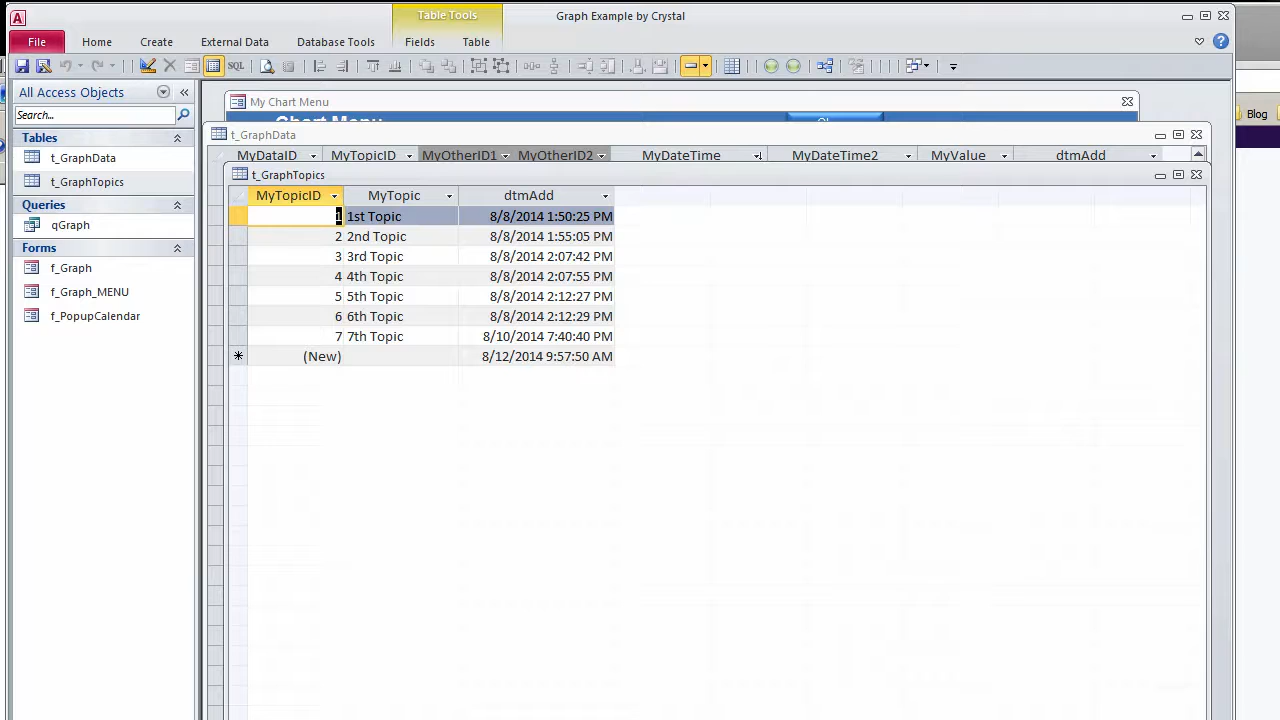 Table Tools
Graph Example by Crystal
File Home Create External Data Database Tools Fields Table
SQL
All Access Objects
Search...
Tables
t_GraphData
t_GraphTopics
Queries
qGraph
Forms
f_Graph
f_Graph_MENU
f_PopupCalendar
My Chart Menu
Chart Menu
t_GraphData
MyDataID MyTopicID MyOtherID1 MyOtherID2 MyDateTime MyDateTime2 MyValue dtmAdd
t_GraphTopics
MyTopicID MyTopic dtmAdd
1 1st Topic 8/8/2014 1:50:25 PM
2 2nd Topic 8/8/2014 1:55:05 PM
3 3rd Topic 8/8/2014 2:07:42 PM
4 4th Topic 8/8/2014 2:07:55 PM
5 5th Topic 8/8/2014 2:12:27 PM
6 6th Topic 8/8/2014 2:12:29 PM
7 7th Topic 8/10/2014 7:40:40 PM
(New) 8/12/2014 9:57:50 AM
Blog